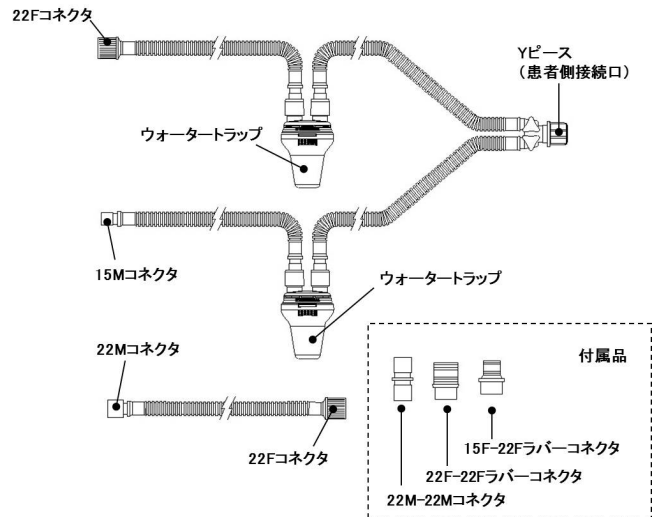 22Fコネクタ
Yピース
（患者側接続口）
ウォータートラップ
15Mコネクタ
ウォータートラップ
22Mコネクタ
22Fコネクタ
付属品
15F-22Fラバーコネクタ
22F-22Fラバーコネクタ
22M-22Mコネクタ